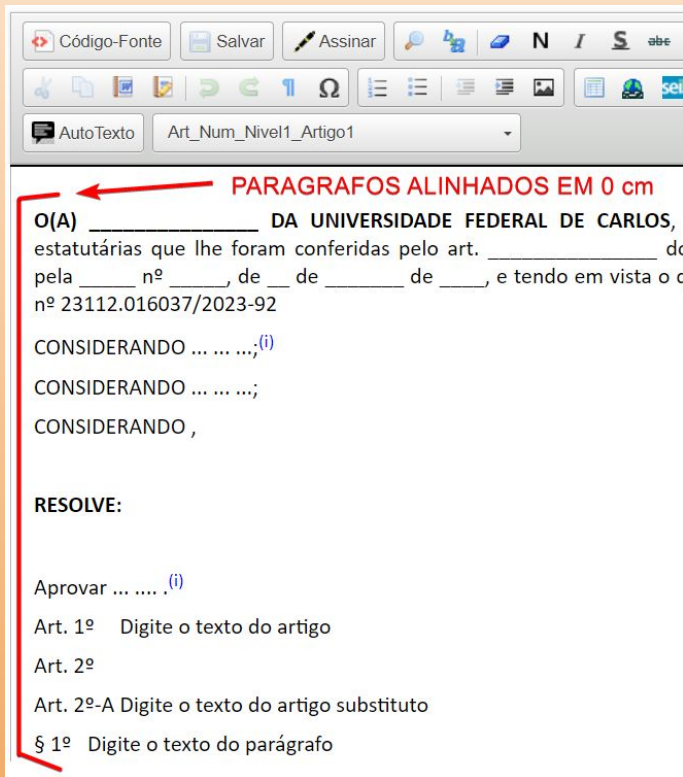 Código-Fonte Salvar Assinar N I S abe
Ω sei
AutoTexto Art_Num_Nivel1_Artigo1
PARAGRAFOS ALINHADOS EM 0 cm
O(A) _______________ DA UNIVERSIDADE FEDERAL DE CARLOS,
estatutárias que lhe foram conferidas pelo art. _______________ do
pela _____ nº _____, de __ de _______ de ____, e tendo em vista o
nº 23112.016037/2023-92
CONSIDERANDO ... ... ...;(i)
CONSIDERANDO ... ... ...;
CONSIDERANDO ,
RESOLVE:
Aprovar ... .... .(i)
Art. 1º Digite o texto do artigo
Art. 2º
Art. 2º-A Digite o texto do artigo substituto
§ 1º Digite o texto do parágrafo